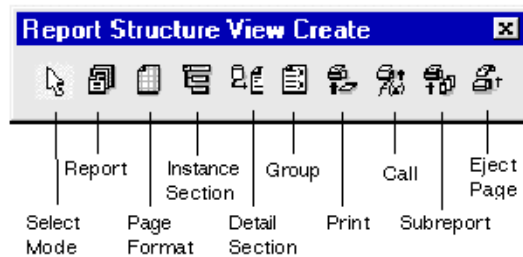 Report Structure View Create
Report
Instance
Section
Group
Call
Eject
Page
Select
Mode
Page
Format
Detail
Section
Print
Subreport